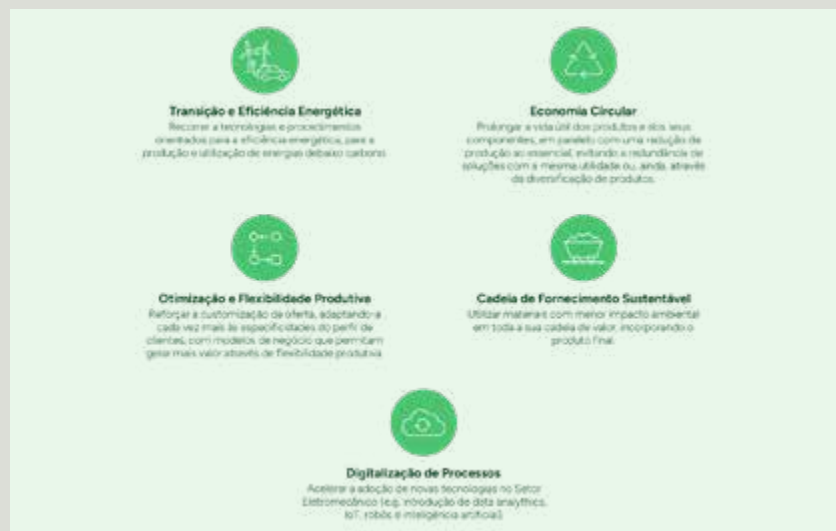 Transição e Eficiência Energética
Recorrer a tecnologias e procedimentos
orientados para a eficiência energética, para a
produção e utilização de energias debaixo carbono.
Economia Circular
Prolongar a vida útil dos produtos e dos seus
componentes, em paralelo com uma redução de
produção ao essencial, evitando a redundância de
soluções com a mesma utilidade ou, ainda, através
da diversificação de produtos.
Otimização e Flexibilidade Produtiva
Reforçar a customização da oferta, adaptando-a
cada vez mais às especificidades do perfil de
clientes, com modelos de negócio que permitam
gerar mais valor através de flexibilidade produtiva.
Cadeia de Fornecimento Sustentável
Utilizar materiais com menor impacto ambiental
em toda a sua cadeia de valor, incorporando o
produto final.
Digitalização de Processos
Acelerar a adoção de novas tecnologias no Setor
Eletromecânico (e.g. introdução de data anaythics,
IoT, robôs e inteligência artificial).